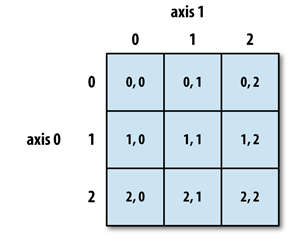 axis 1
0 1 2
0 0, 0 0, 1 0, 2
axis 0 1 1, 0 1, 1 1, 2
2 2, 0 2, 1 2, 2